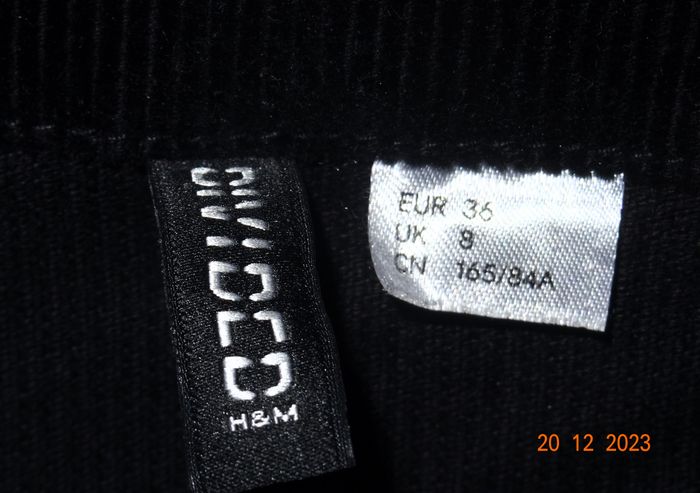 DIVIDED
H&M
EUR 36
UK 8
CN 165/84A
20 12 2023